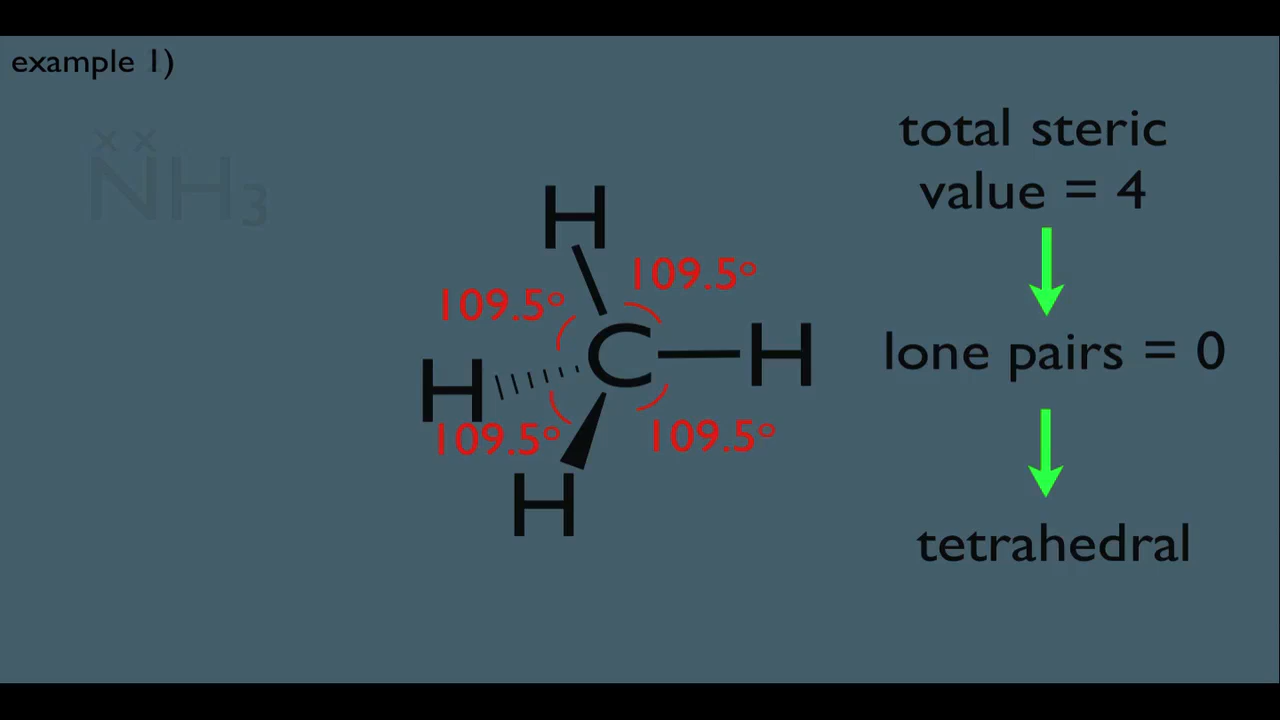 example 1)
x x
NH3
total steric
value = 4
H
109.5°
109.5°
C
H
lone pairs = 0
H
109.5°
109.5°
H
tetrahedral